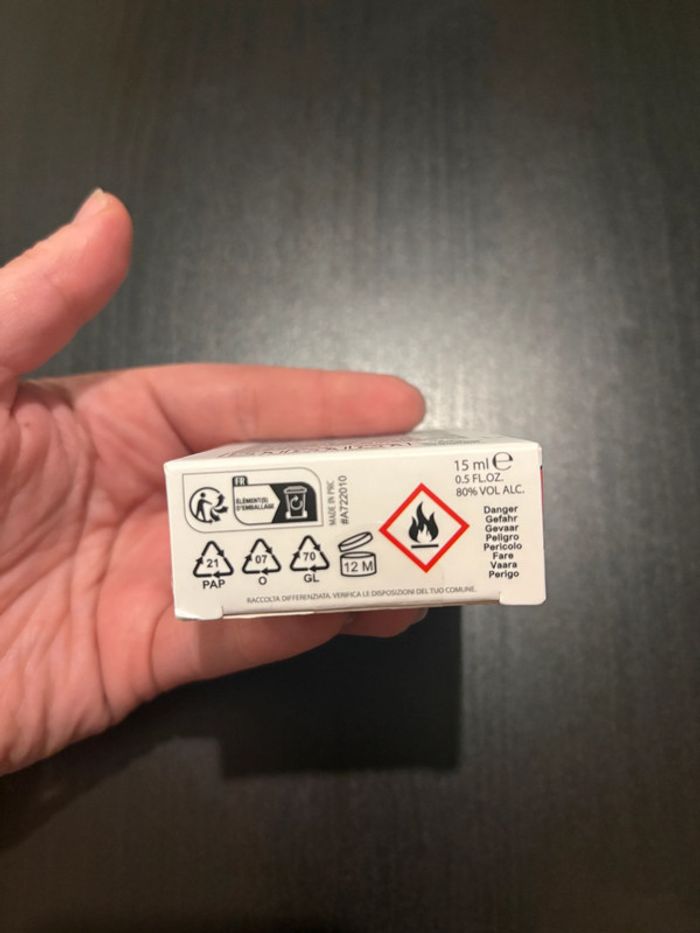 FR
ÉLÉMENT(S)
D'EMBALLAGE
MADE IN PRC
#A722010
15 ml e
0.5 FL.OZ.
80% VOL ALC.
Danger
Gefahr
Gevaar
Peligro
Pericolo
Fare
Vaara
Perigo
21
PAP
07
O
70
GL
12 M
RACCOLTA DIFFERENZIATA. VERIFICA LE DISPOSIZIONI DEL TUO COMUNE.